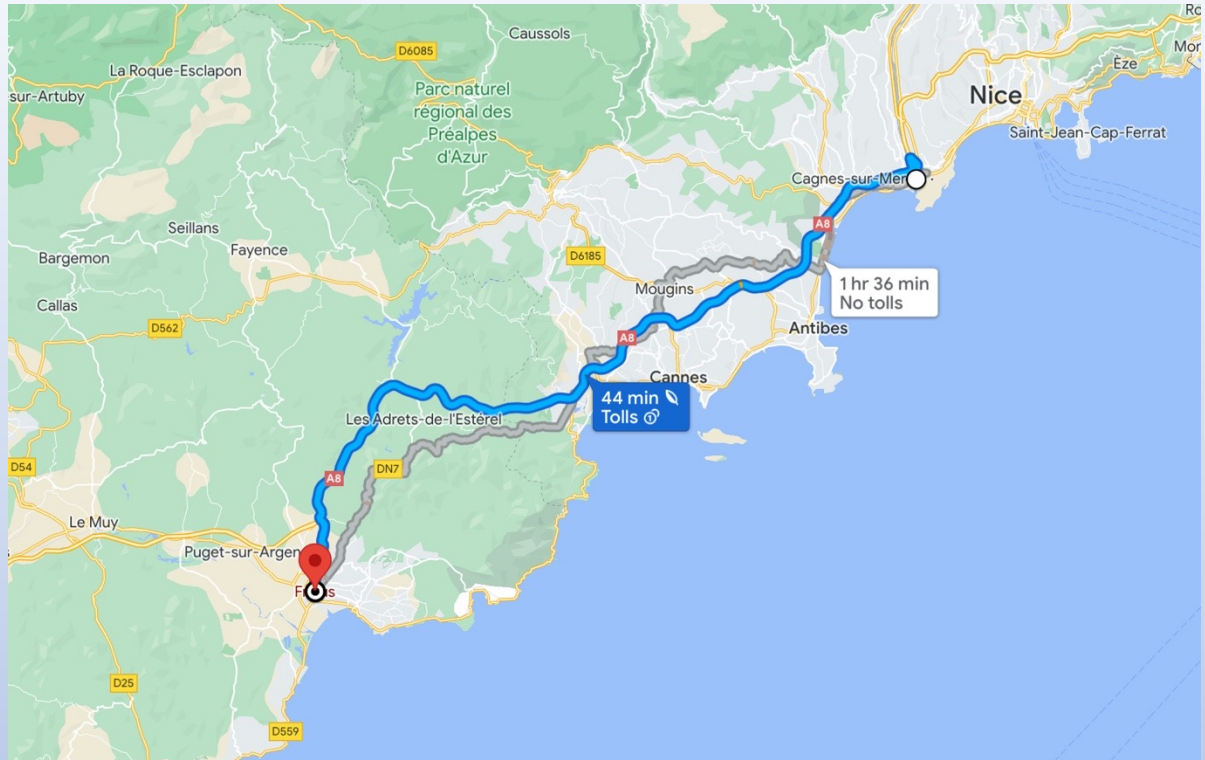 Caussols
D6085
La Roque-Esclapon
sur-Artuby
Parc naturel
régional des
Préalpes
d'Azur
Nice
Èze
Saint-Jean-Cap-Ferrat
Cagnes-sur-Mer
A8
Seillans
Fayence
Bargemon
D6185
Callas
D562
Mougins
1 hr 36 min
No tolls
Antibes
A8
Cannes
44 min
Tolls
Les Adrets-de-l'Estérel
DN7
A8
D54
Le Muy
Puget-sur-Argen
D25
D559